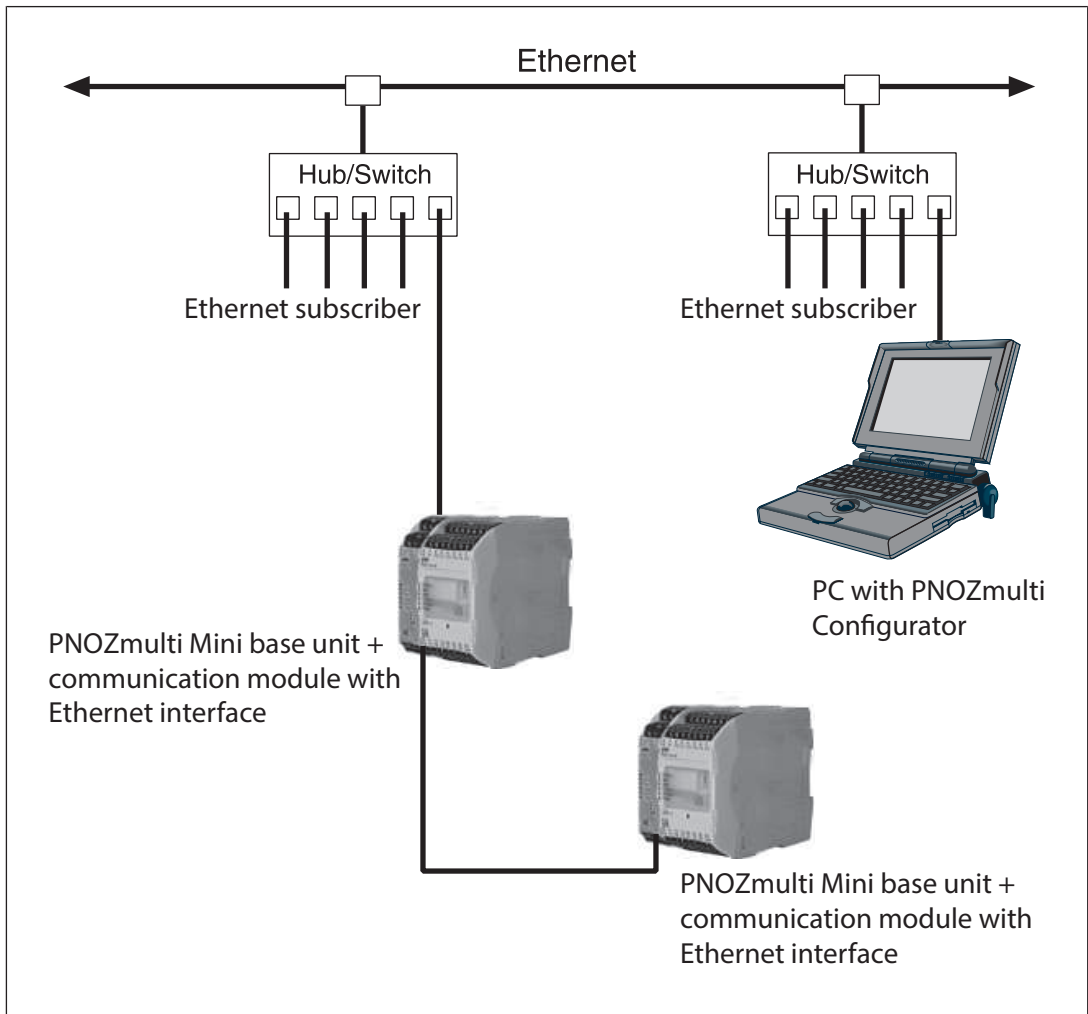 Ethernet
Hub/Switch
Hub/Switch
Ethernet subscriber
Ethernet subscriber
PC with PNOZmulti
Configurator
PNOZmulti Mini base unit +
communication module with
Ethernet interface
PNOZmulti Mini base unit +
communication module with
Ethernet interface